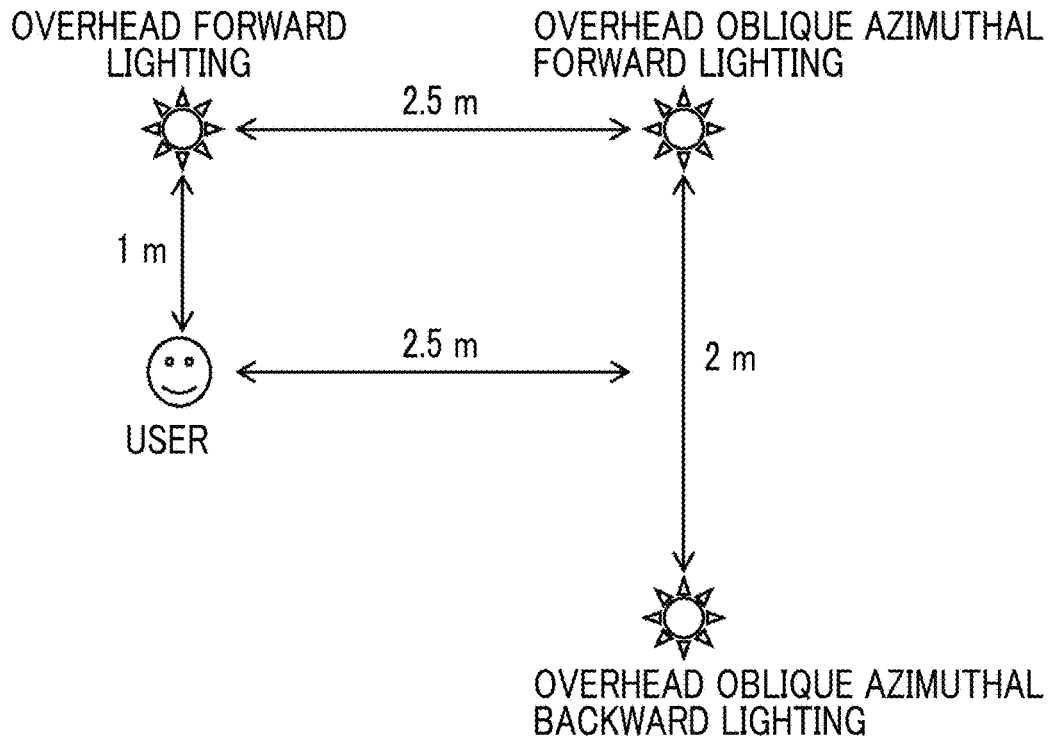 OVERHEAD FORWARD
LIGHTING
OVERHEAD OBLIQUE AZIMUTHAL
FORWARD LIGHTING
2.5 m
1 m
2.5 m
2 m
USER
OVERHEAD OBLIQUE AZIMUTHAL
BACKWARD LIGHTING